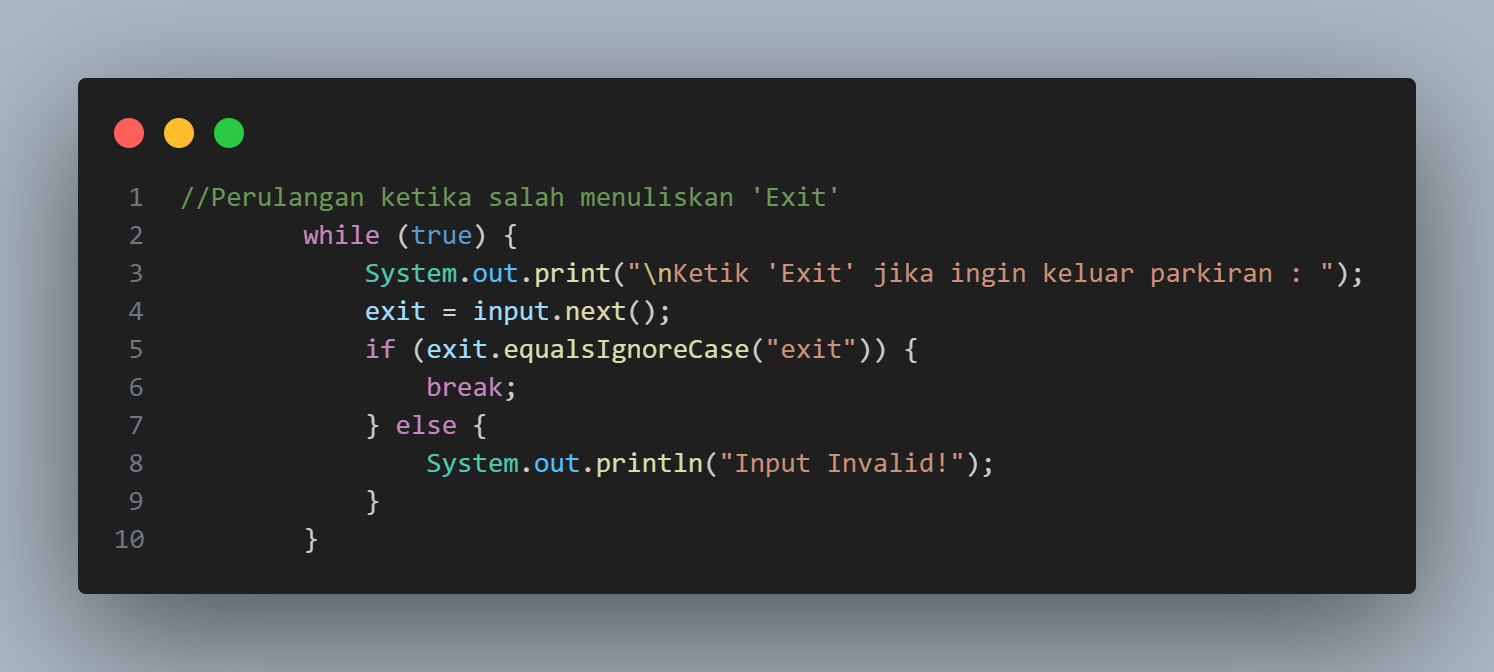 1 //Perulangan ketika salah menuliskan 'Exit'
2         while (true) {
3             System.out.print("\nKetik 'Exit' jika ingin keluar parkiran : ");
4             exit = input.next();
5             if (exit.equalsIgnoreCase("exit")) {
6                 break;
7             } else {
8                 System.out.println("Input Invalid!");
9             }
10         }